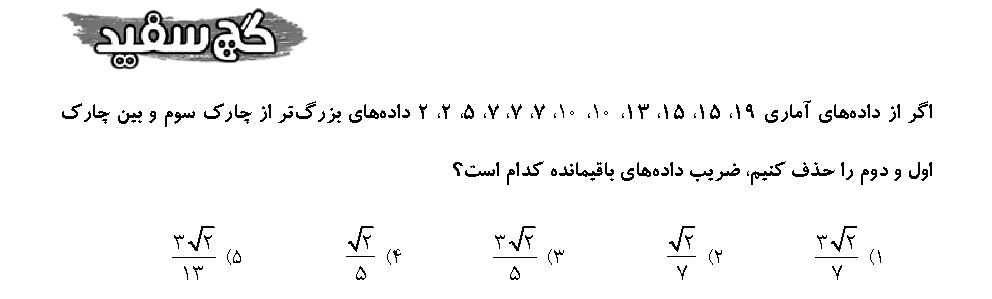 گچ سفید
اگر از داده‌های آماری ۱۹، ۱۵، ۱۵، ۱۳، ۱۰، ۱۰، ۷، ۷، ۷، ۵، ۲، ۲ داده‌های بزرگ‌تر از چارک سوم و بین چارک
اول و دوم را حذف کنیم، ضریب داده‌های باقیمانده کدام است؟
۱) ۳√۲/۷ ۲) √۲/۷ ۳) ۳√۲/۵ ۴) √۲/۵ ۵) ۳√۲/۱۳